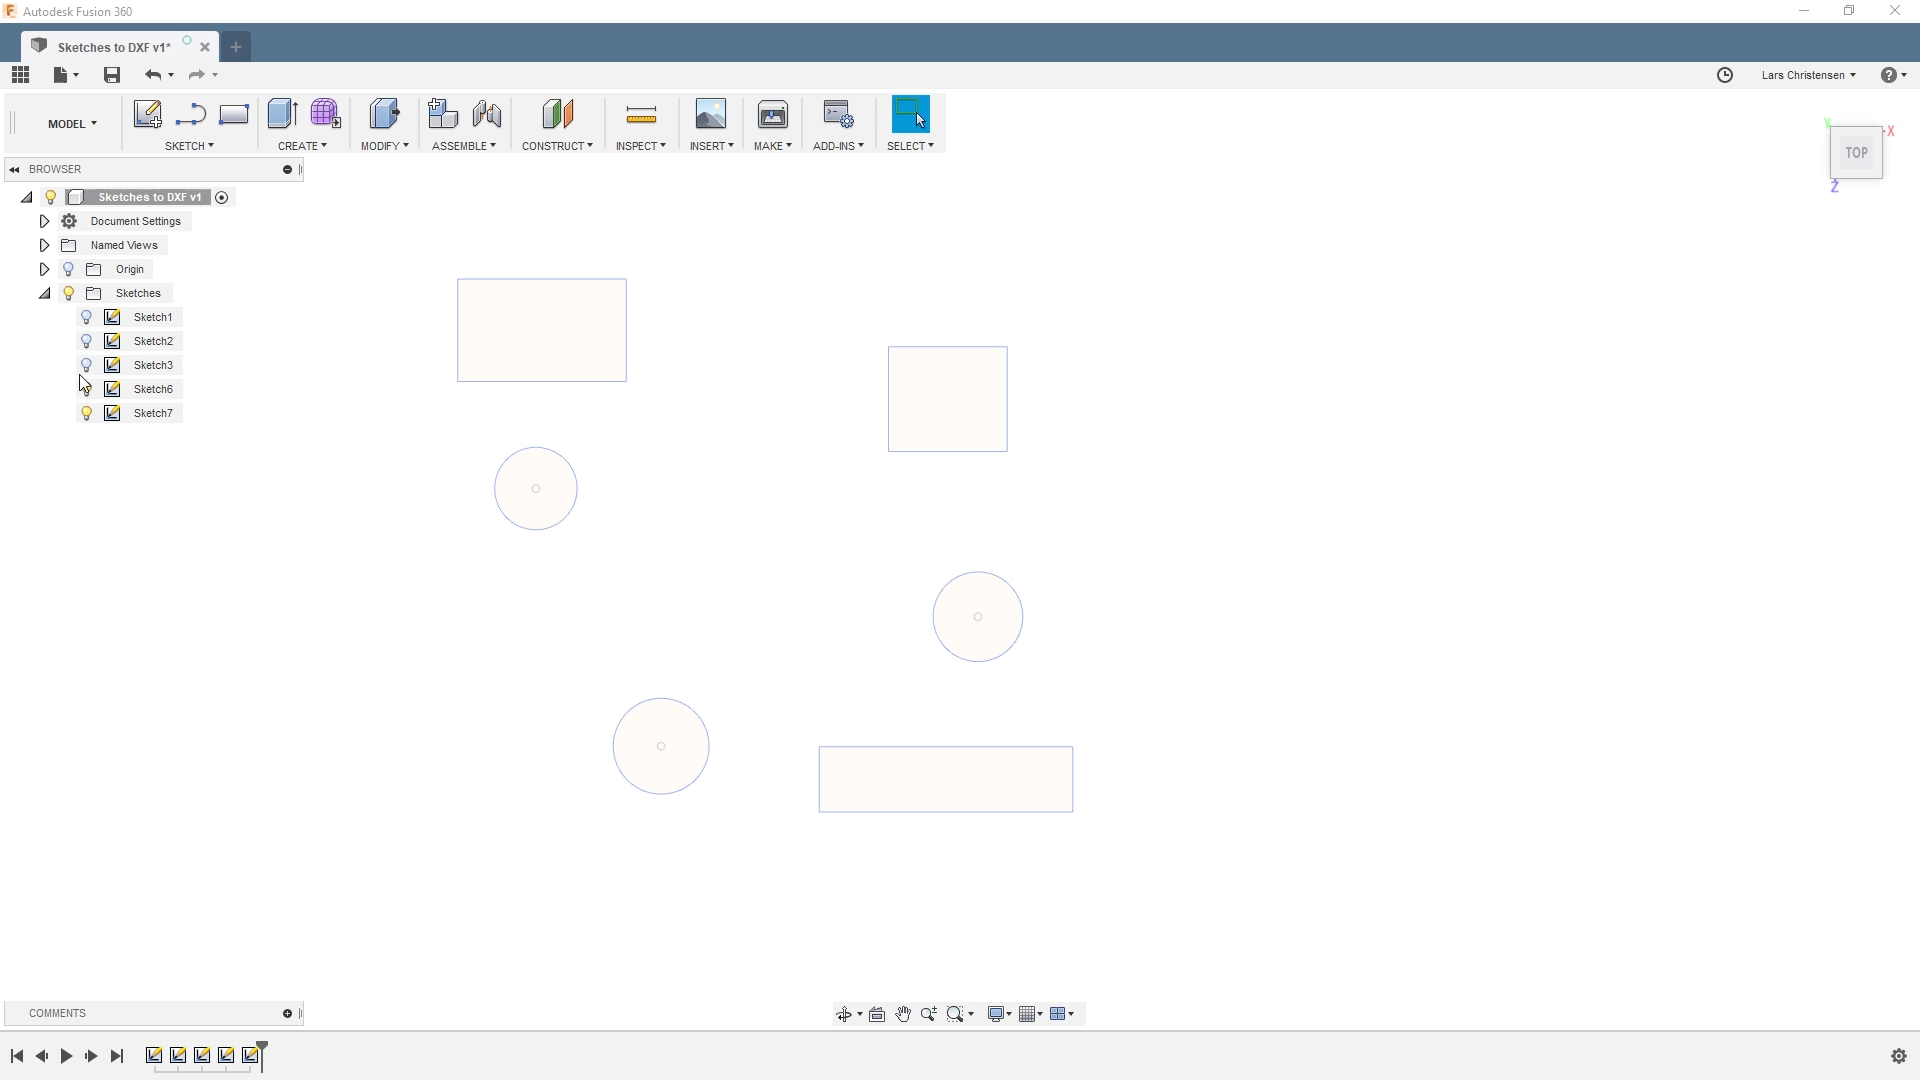 Autodesk Fusion 360
Sketches to DXF v1*
Lars Christensen
MODEL
SKETCH
CREATE
MODIFY
ASSEMBLE
CONSTRUCT
INSPECT
INSERT
MAKE
ADD-INS
SELECT
Y
X
TOP
Z
BROWSER
Sketches to DXF v1
Document Settings
Named Views
Origin
Sketches
Sketch1
Sketch2
Sketch3
Sketch6
Sketch7
COMMENTS